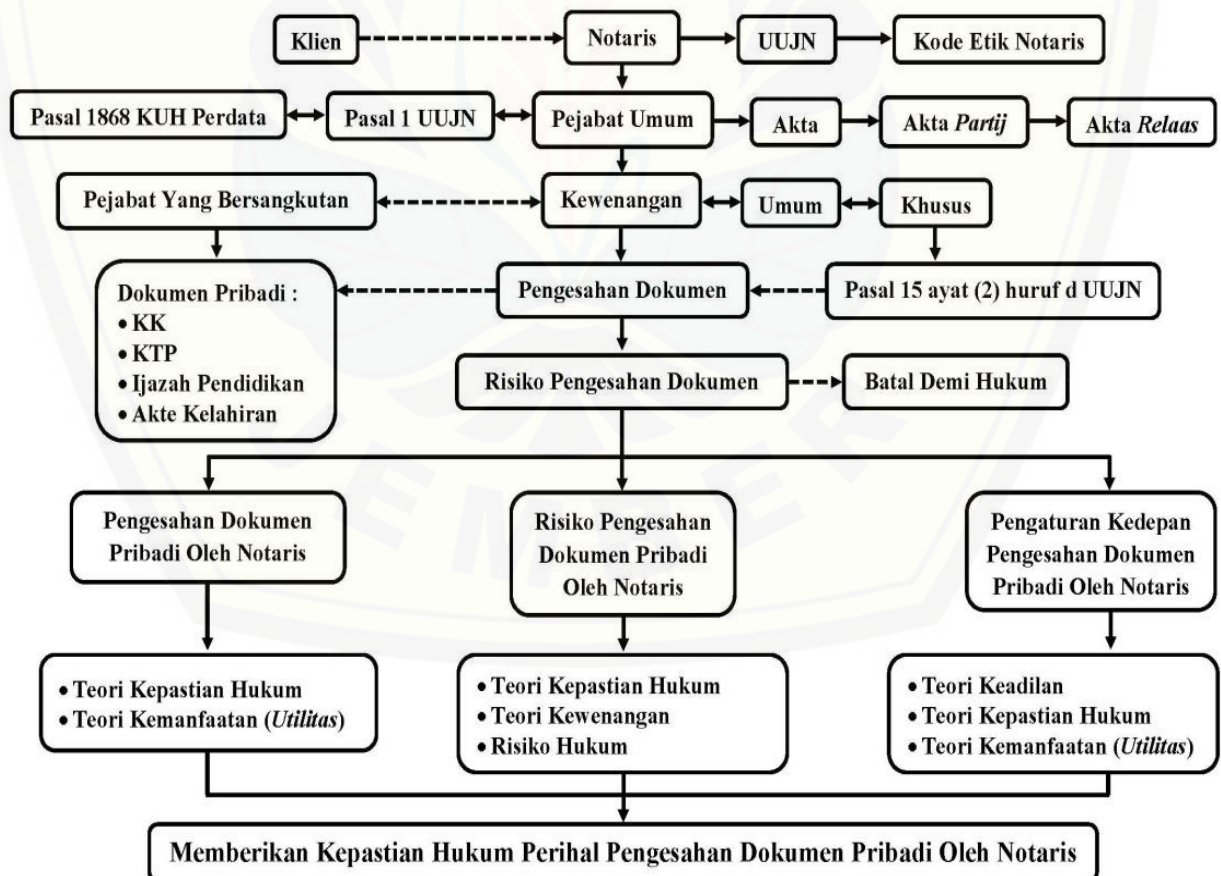 Klien
Notaris
UUJN
Kode Etik Notaris
Pasal 1868 KUH Perdata
Pasal 1 UUJN
Pejabat Umum
Akta
Akta Partij
Akta Relaas
Pejabat Yang Bersangkutan
Kewenangan
Umum
Khusus
Dokumen Pribadi :
• KK
• KTP
• Ijazah Pendidikan
• Akte Kelahiran
Pengesahan Dokumen
Pasal 15 ayat (2) huruf d UUJN
Risiko Pengesahan Dokumen
Batal Demi Hukum
Pengesahan Dokumen
Pribadi Oleh Notaris
Risiko Pengesahan
Dokumen Pribadi
Oleh Notaris
Pengaturan Kedepan
Pengesahan Dokumen
Pribadi Oleh Notaris
• Teori Kepastian Hukum
• Teori Kemanfaatan (Utilitas)
• Teori Kepastian Hukum
• Teori Kewenangan
• Risiko Hukum
• Teori Keadilan
• Teori Kepastian Hukum
• Teori Kemanfaatan (Utilitas)
Memberikan Kepastian Hukum Perihal Pengesahan Dokumen Pribadi Oleh Notaris
JEMBER